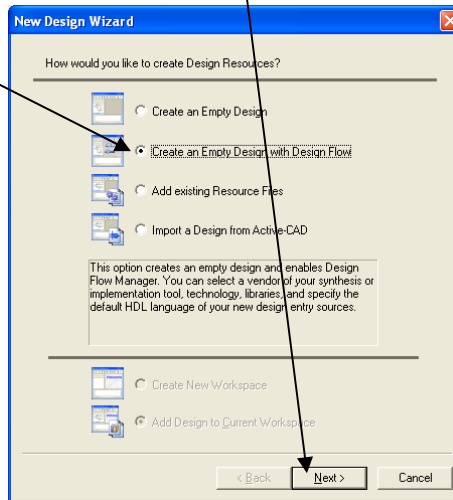 New Design Wizard
How would you like to create Design Resources?
Create an Empty Design
Create an Empty Design with Design Flow
Add existing Resource Files
Import a Design from Active-CAD
This option creates an empty design and enables Design
Flow Manager. You can select a vendor of your synthesis or
implementation tool, technology, libraries, and specify the
default HDL language of your new design entry sources.
Create New Workspace
Add Design to Current Workspace
< Back Next > Cancel